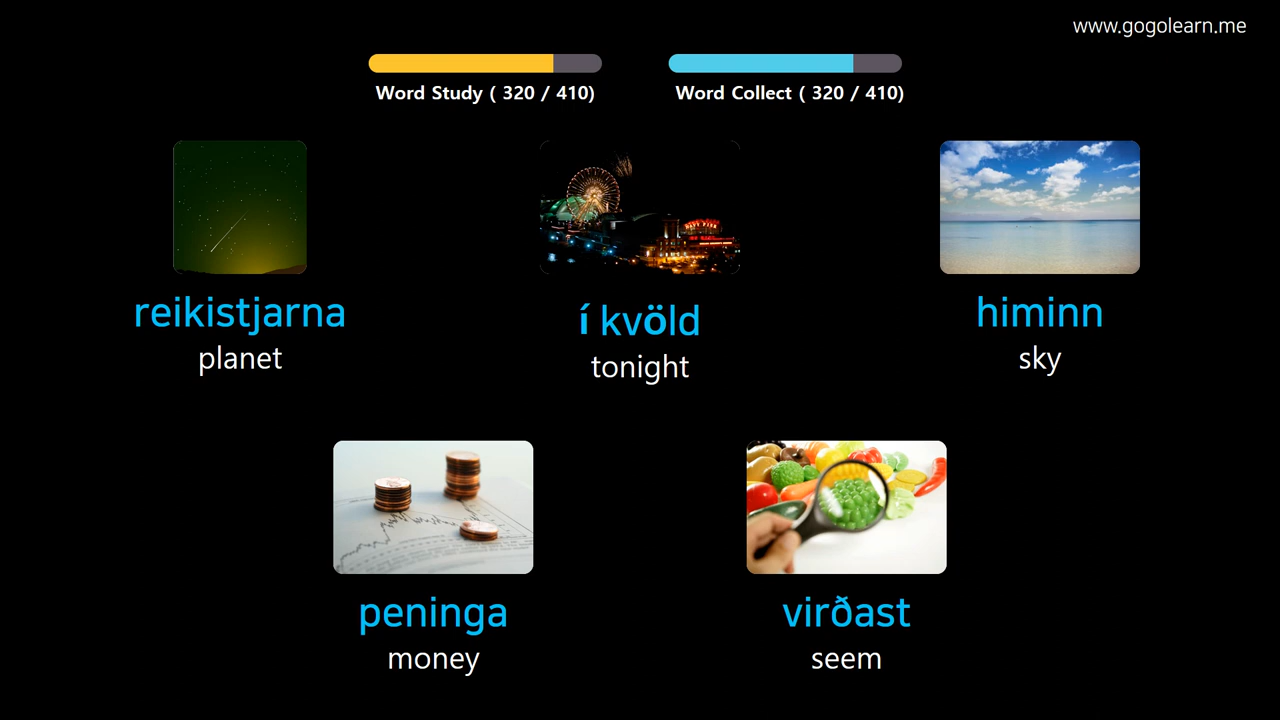 www.gogolearn.me
Word Study ( 320 / 410)
Word Collect ( 320 / 410)
reikistjarna
planet
í kvöld
tonight
himinn
sky
peninga
money
virðast
seem